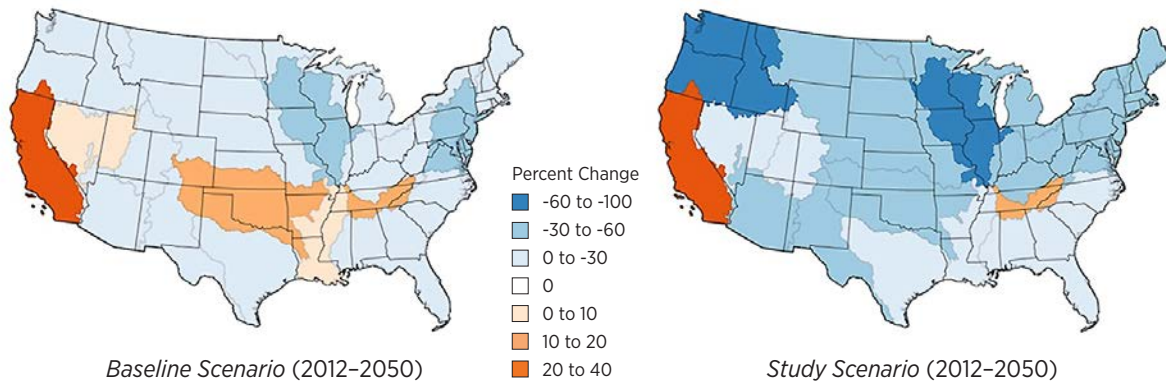 Percent Change
-60 to -100
-30 to -60
0 to -30
0
0 to 10
10 to 20
20 to 40
Baseline Scenario (2012–2050)
Study Scenario (2012–2050)